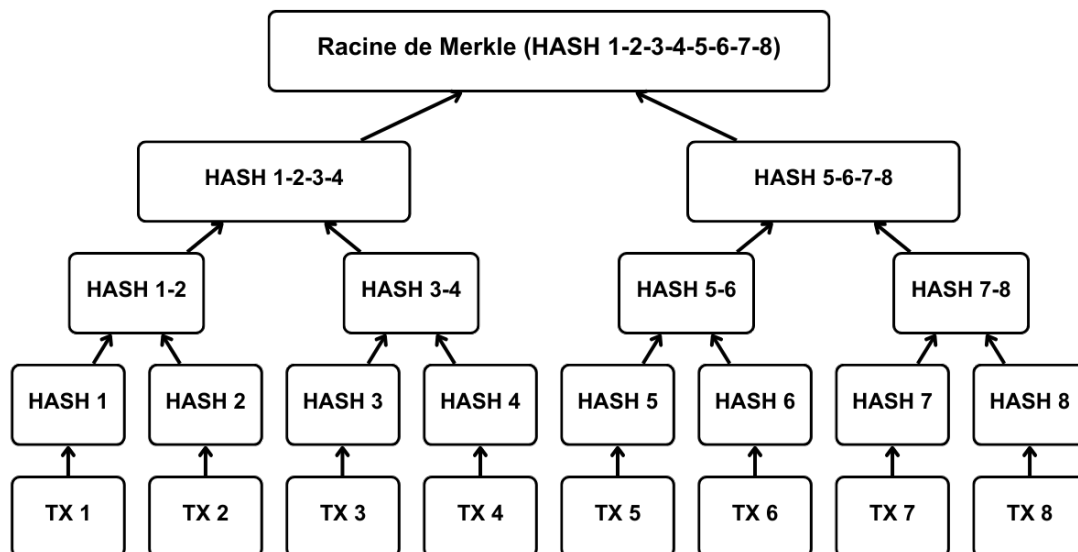 Racine de Merkle (HASH 1-2-3-4-5-6-7-8)
HASH 1-2-3-4
HASH 5-6-7-8
HASH 1-2
HASH 3-4
HASH 5-6
HASH 7-8
HASH 1
HASH 2
HASH 3
HASH 4
HASH 5
HASH 6
HASH 7
HASH 8
TX 1
TX 2
TX 3
TX 4
TX 5
TX 6
TX 7
TX 8